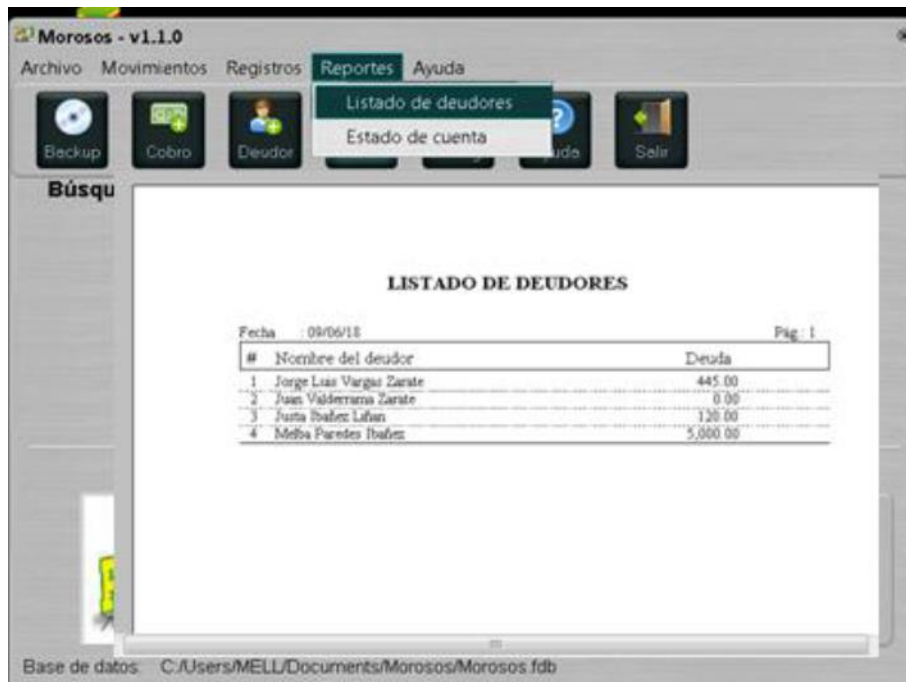 Morosos - v1.1.0
Archivo Movimientos Registros Reportes Ayuda
Listado de deudores
Estado de cuenta
Backup Cobro Deudor uda Salir
Búsqu
LISTADO DE DEUDORES
Fecha : 09/06/18 Pág.: 1
# Nombre del deudor Deuda
1 Jorge Luis Vargas Zarate 445.00
2 Juan Valderrama Zarate 0.00
3 Justa Ibañez Liñan 120.00
4 Melba Paredes Ibañez 5,000.00
Base de datos: C:/Users/MELL/Documents/Morosos/Morosos.fdb